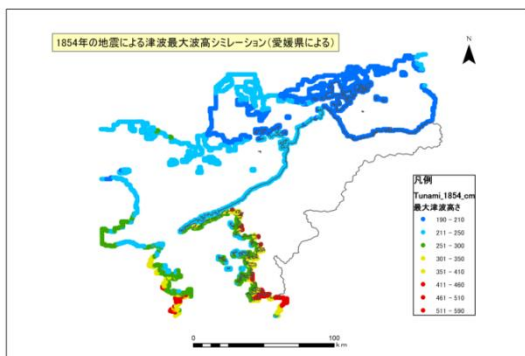 1854年の地震による津波最大波高シミレーション(愛媛県による)
N
凡例
Tunami_1854_cm
最大津波高さ
190 - 210
211 - 250
251 - 300
301 - 350
351 - 410
411 - 460
461 - 510
511 - 590
0
100
km